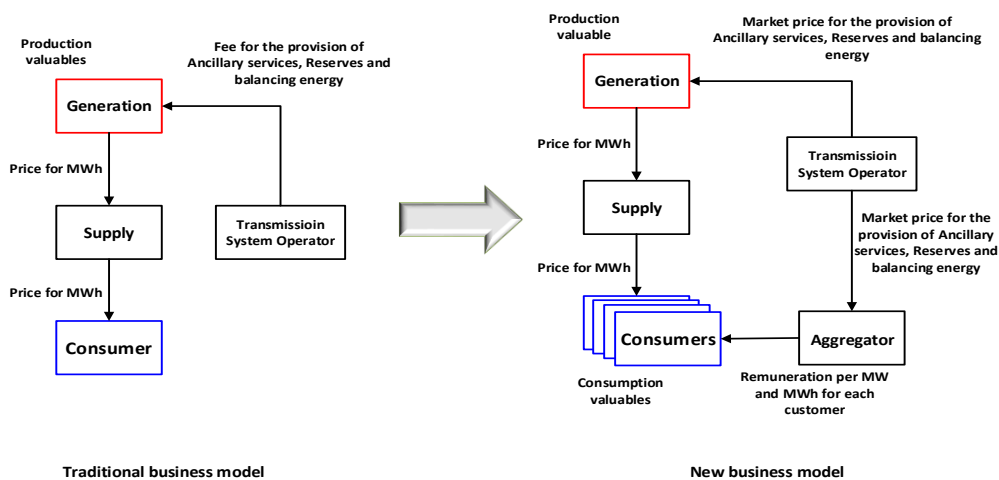 Production
valuables
Fee for the provision of
Ancillary services, Reserves and
balancing energy
Generation
Price for MWh
Supply
Transmissioin
System Operator
Price for MWh
Consumer
Traditional business model
Production
valuable
Market price for the provision of
Ancillary services, Reserves and balancing
energy
Generation
Price for MWh
Transmissioin
System Operator
Supply
Market price for the
provision of Ancillary
services, Reserves and
balancing energy
Price for MWh
Consumers
Aggregator
Consumption
valuables
Remuneration per MW
and MWh for each
customer
New business model